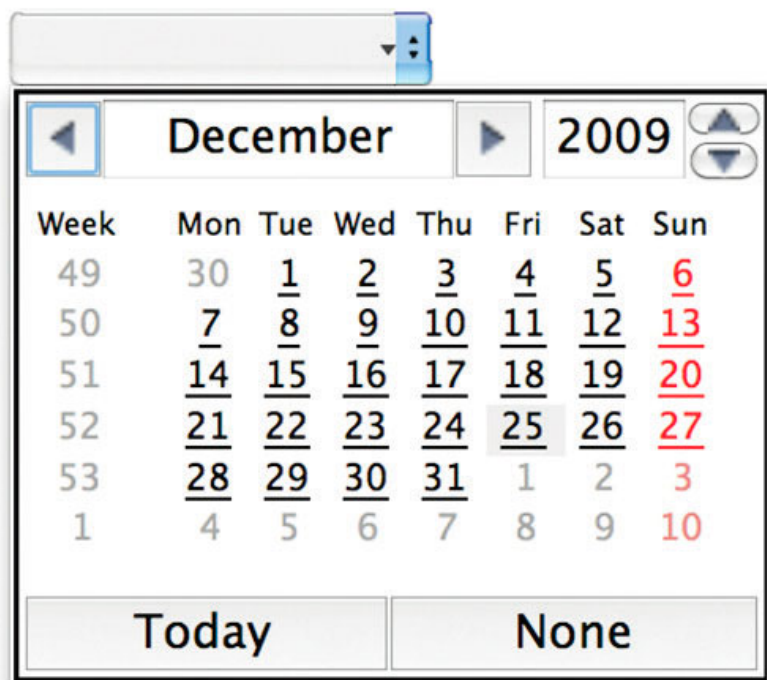 December 2009
Week Mon Tue Wed Thu Fri Sat Sun
49 30 1 2 3 4 5 6
50 7 8 9 10 11 12 13
51 14 15 16 17 18 19 20
52 21 22 23 24 25 26 27
53 28 29 30 31 1 2 3
1 4 5 6 7 8 9 10
Today None